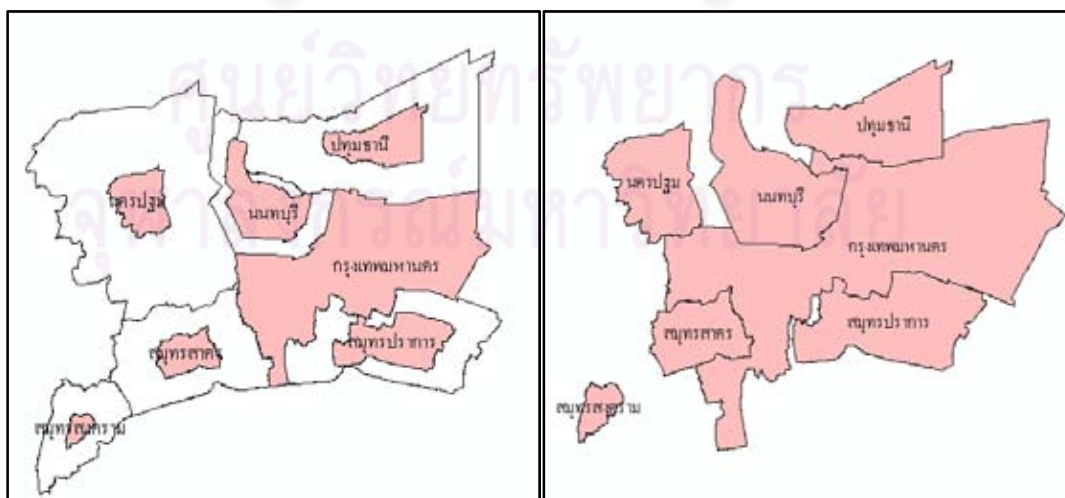 ศูนย์วิทยทรัพยากร
จุฬาลงกรณ์มหาวิทยาลัย
ปทุมธานี
นครปฐม
นนทบุรี
กรุงเทพมหานคร
สมุทรปราการ
สมุทรสาคร
สมุทรสงคราม
ปทุมธานี
นครปฐม
นนทบุรี
กรุงเทพมหานคร
สมุทรปราการ
สมุทรสาคร
สมุทรสงคราม